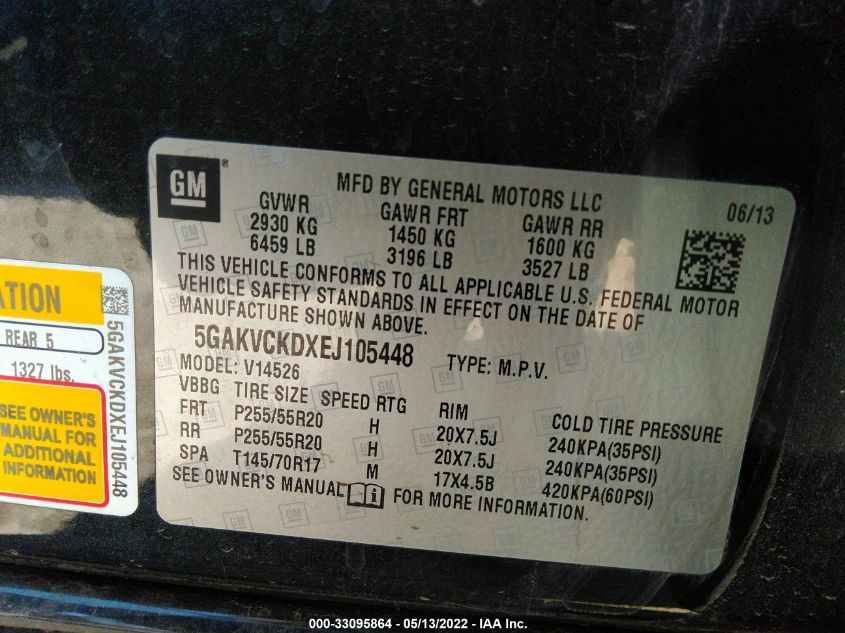 GM ®
MFD BY GENERAL MOTORS LLC
06/13
GVWR GAWR FRT GAWR RR
2930 KG 1450 KG 1600 KG
6459 LB 3196 LB 3527 LB
THIS VEHICLE CONFORMS TO ALL APPLICABLE U.S. FEDERAL MOTOR
VEHICLE SAFETY STANDARDS IN EFFECT ON THE DATE OF
MANUFACTURE SHOWN ABOVE.
5GAKVCKDXEJ105448 TYPE: M.P.V.
MODEL: V14526
VBBG TIRE SIZE SPEED RTG RIM COLD TIRE PRESSURE
FRT P255/55R20 H 20X7.5J 240KPA(35PSI)
RR P255/55R20 H 20X7.5J 240KPA(35PSI)
SPA T145/70R17 M 17X4.5B 420KPA(60PSI)
SEE OWNER'S MANUAL FOR MORE INFORMATION.
REAR 5
1327 lbs.
SEE OWNER'S
MANUAL FOR
ADDITIONAL
INFORMATION
5GAKVCKDXEJ105448
000-33095864 - 05/13/2022 - IAA Inc.